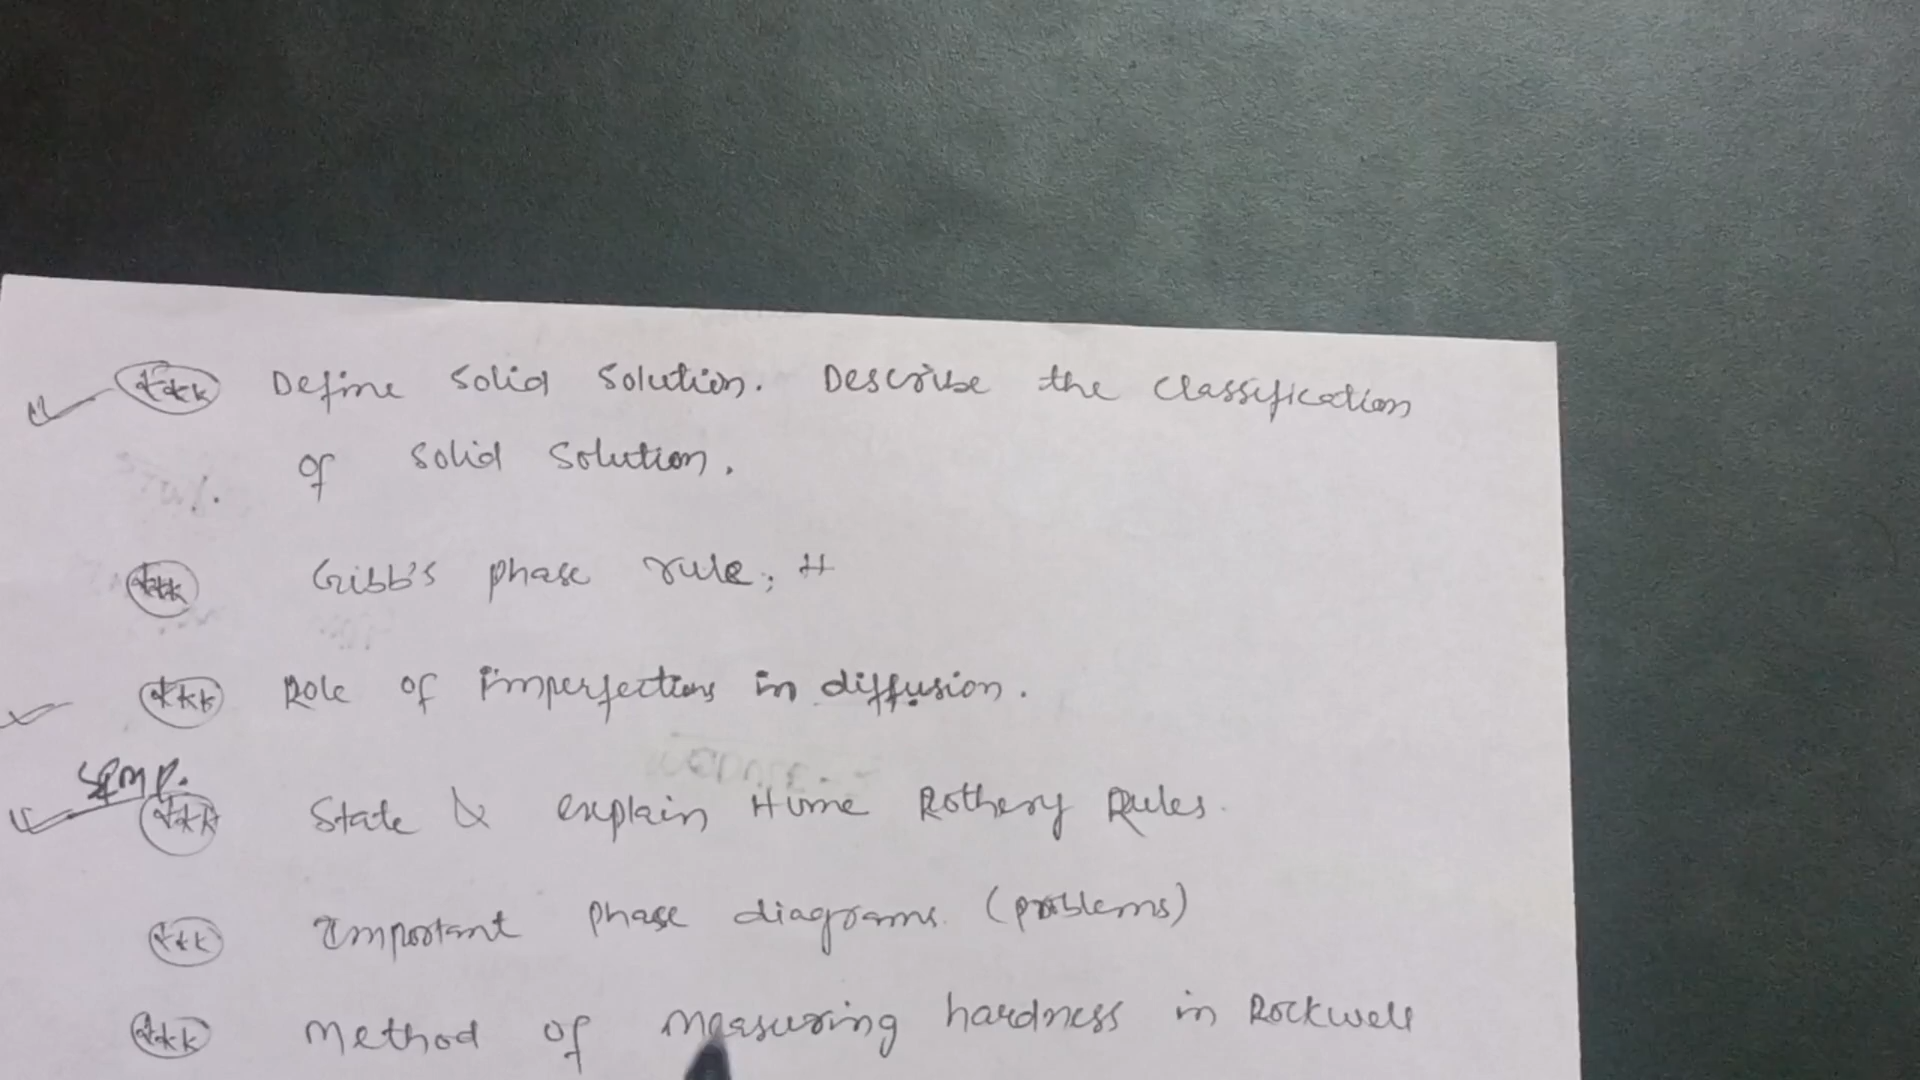 *** Define solid solution. Describe the classification
of solid solution.
*** Gibb's phase rule, #
*** Role of imperfections in diffusion.
Imp.
*** State & explain Hume Rothery Rules.
*** Important phase diagrams. (problems)
*** Method of measuring hardness in Rockwell